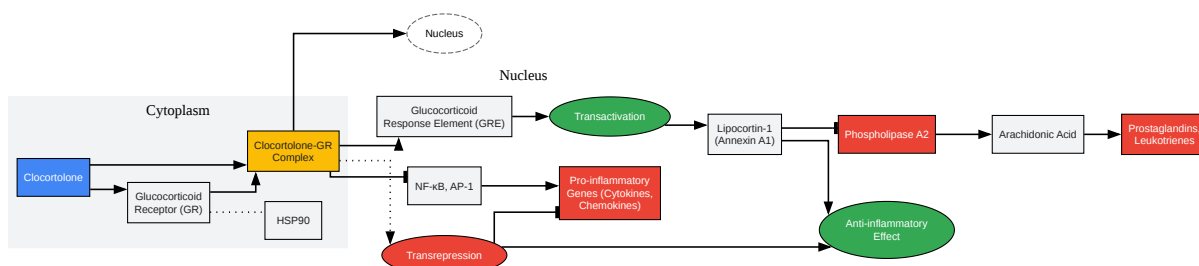 Nucleus
Nucleus
Cytoplasm
Clocortolone
Glucocorticoid
Receptor (GR)
HSP90
Clocortolone-GR
Complex
Glucocorticoid
Response Element (GRE)
Transactivation
Lipocortin-1
(Annexin A1)
Phospholipase A2
Arachidonic Acid
Prostaglandins,
Leukotrienes
NF-κB, AP-1
Pro-inflammatory
Genes (Cytokines,
Chemokines)
Transrepression
Anti-inflammatory
Effect